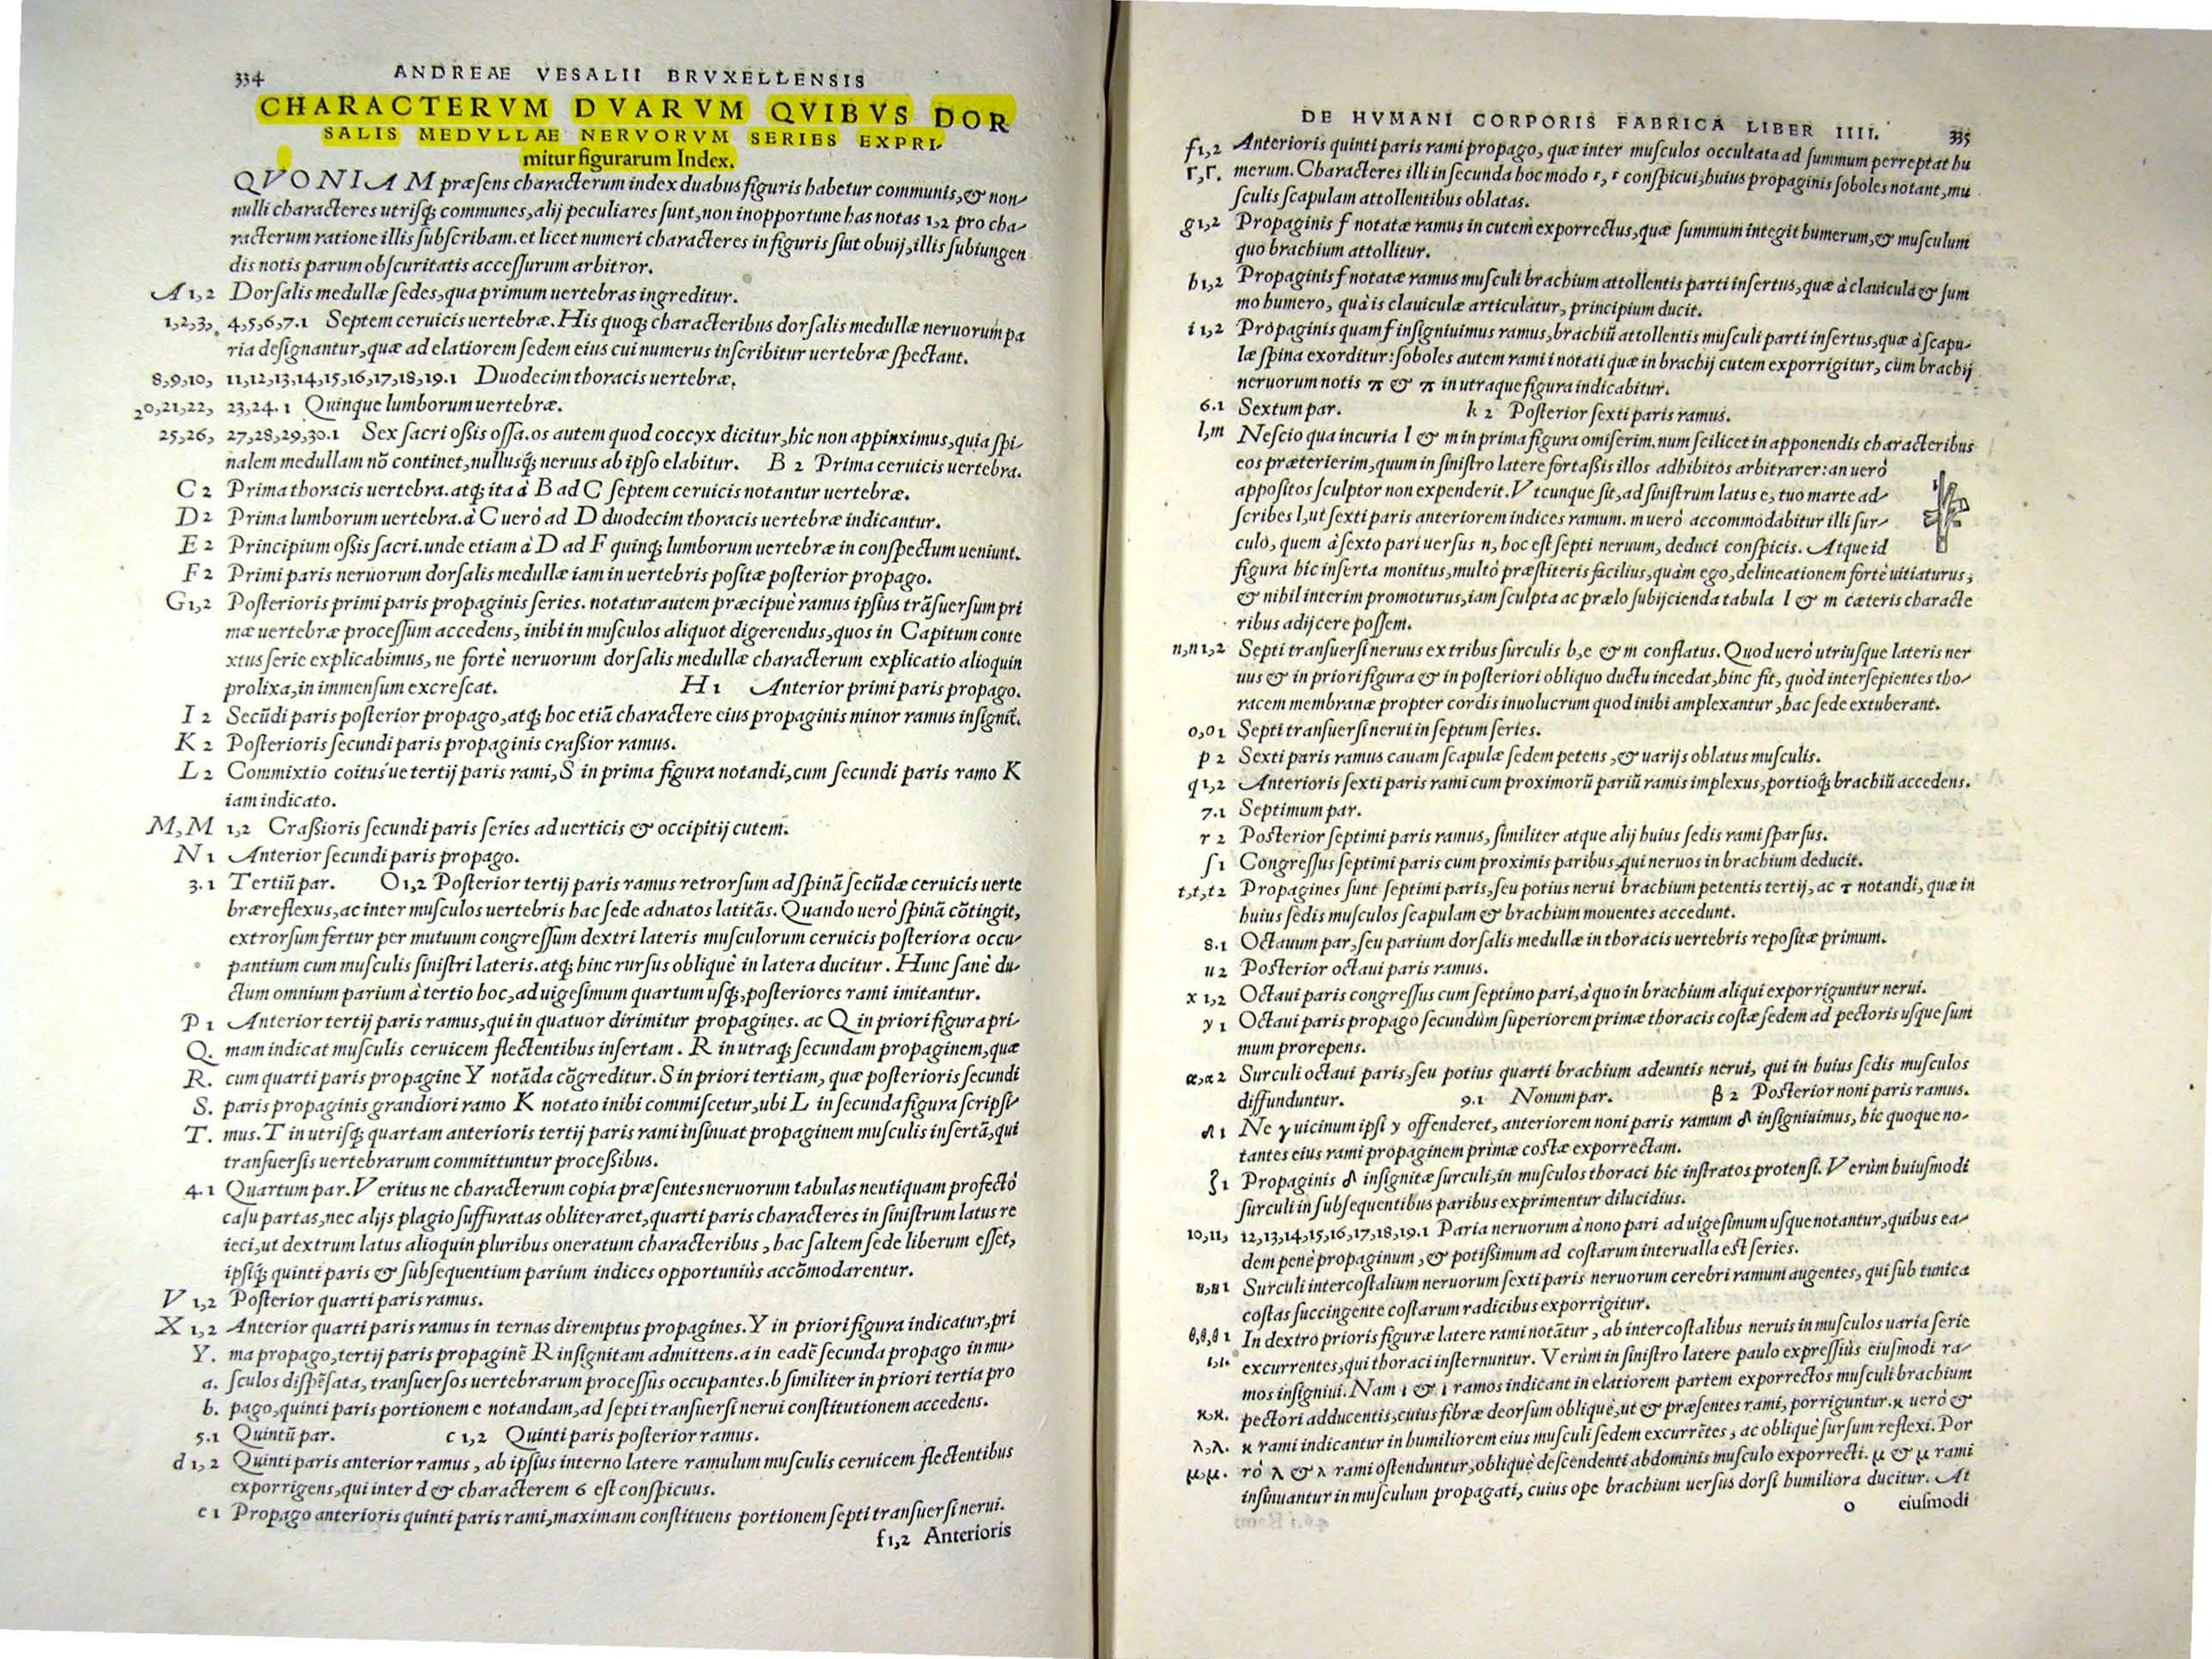 334 ANDREAE VESALII BRVXELLENSIS
CHARACTERVM DVARVM QVIBVS DOR
SALIS MEDVLLAE NERVORVM SERIES EXPRI-
mitur figurarum Index.
QVONIAM præsens characterum index duabus figuris habetur communis, & non-
nulli characteres utrisq; communes, alij peculiares sunt, non inopportune has notas 1,2 pro cha-
racterum ratione illis subscribam. et licet numeri characteres in figuris sint obuij, illis subiungen
dis notis parum obscuritatis accessurum arbitror.
A 1,2 Dorsalis medullæ sedes, qua primum uertebras ingreditur.
1,2,3, 4,5,6,7.1 Septem ceruicis uertebræ. His quoq; characteribus dorsalis medullæ neruorum pa
ria designantur, quæ ad elatiorem sedem eius cui numerus inscribitur uertebræ spectant.
8,9,10, 11,12,13,14,15,16,17,18,19.1 Duodecim thoracis uertebræ.
20,21,22, 23,24.1 Quinque lumborum uertebræ.
25,26, 27,28,29,30.1 Sex sacri oßis ossa. os autem quod coccyx dicitur, hic non appinximus, quia spi-
nalem medullam nõ continet, nullusq; neruus ab ipso elabitur. B 2 Prima ceruicis uertebra.
C 2 Prima thoracis uertebra. atq; ita à B ad C septem ceruicis notantur uertebræ.
D 2 Prima lumborum uertebra. à C uerò ad D duodecim thoracis uertebræ indicantur.
E 2 Principium oßis sacri. unde etiam à D ad F quinq; lumborum uertebræ in conspectum ueniunt.
F 2 Primi paris neruorum dorsalis medullæ iam in uertebris positæ posterior propago.
G 1,2 Posterioris primi paris propaginis series. notatur autem præcipuè ramus ipsius trãsuersum pri
mæ uertebræ processum accedens, inibi in musculos aliquot digerendus, quos in Capitum conte
xtus serie explicabimus, ne fortè neruorum dorsalis medullæ characterum explicatio alioquin
prolixa, in immensum excrescat. H 1 Anterior primi paris propago.
I 2 Secũdi paris posterior propago, atq; hoc etiã charactere eius propaginis minor ramus insignit̃.
K 2 Posterioris secundi paris propaginis craßior ramus.
L 2 Commixtio coitus'ue tertij paris rami, S in prima figura notandi, cum secundi paris ramo K
iam indicato.
M,M 1,2 Craßioris secundi paris series ad uerticis & occipitij cutem.
N 1 Anterior secundi paris propago.
3.1 Tertiũ par. O 1,2 Posterior tertij paris ramus retrorsum ad spinã secũdæ ceruicis uerte
bræ reflexus, ac inter musculos uertebris hac sede adnatos latitãs. Quando uerò spinã cõtingit,
extrorsum fertur per mutuum congressum dextri lateris musculorum ceruicis posteriora occu-
pantium cum musculis sinistri lateris. atq; hinc rursus obliquè in latera ducitur. Hunc sanè du-
ctum omnium parium à tertio hoc, ad uigesimum quartum usq;, posteriores rami imitantur.
P 1 Anterior tertij paris ramus, qui in quatuor dirimitur propagines. ac Q in priori figura pri-
Q. mam indicat musculis ceruicem flectentibus insertam. R in utraq; secundam propaginem, quæ
R. cum quarti paris propagine Y notãda cõgreditur. S in priori tertiam, quæ posterioris secundi
S. paris propaginis grandiori ramo K notato inibi commiscetur, ubi L in secunda figura scripsi-
T. mus. T in utrisq; quartam anterioris tertij paris rami insinuat propaginem musculis insertã, qui
transuersis uertebrarum committuntur proceßibus.
4.1 Quartum par. Veritus ne characterum copia præsentes neruorum tabulas neutiquam profectò
casu partas, nec alijs plagio suffuratas obliteraret, quarti paris characteres in sinistrum latus re
ieci, ut dextrum latus alioquin pluribus oneratum characteribus, hac saltem sede liberum esset,
ipsiq; quinti paris & subsequentium parium indices opportuniùs accõmodarentur.
V 1,2 Posterior quarti paris ramus.
X 1,2 Anterior quarti paris ramus in ternas diremptus propagines. Y in priori figura indicatur, pri
Y. ma propago, tertij paris propaginẽ R insignitam admittens. a in eadẽ secunda propago in mu-
a. sculos dispẽsata, transuersos uertebrarum processus occupantes. b similiter in priori tertia pro
b. pago, quinti paris portionem e notandam, ad septi transuersi nerui constitutionem accedens.
5.1 Quintũ par. c 1,2 Quinti paris posterior ramus.
d 1,2 Quinti paris anterior ramus, ab ipsius interno latere ramulum musculis ceruicem flectentibus
exporrigens, qui inter d & characterem 6 est conspicuus.
e 1 Propago anterioris quinti paris rami, maximam constituens portionem septi transuersi nerui.
f 1,2 Anterioris
DE HVMANI CORPORIS FABRICA LIBER IIII. 335
f 1,2 Anterioris quinti paris rami propago, quæ inter musculos occultata ad summum perreptat hu
Γ,Γ. merum. Characteres illi in secunda hoc modo Γ, Γ conspicui, huius propaginis soboles notant, mu
sculis scapulam attollentibus oblatas.
g 1,2 Propaginis f notatæ ramus in cutem exporrectus, quæ summum integit humerum, & musculum
quo brachium attollitur.
h 1,2 Propaginis f notatæ ramus musculi brachium attollentis parti insertus, quæ à clauicula & sum
mo humero, quà is clauiculæ articulatur, principium ducit.
i 1,2 Propaginis quam f insigniuimus ramus, brachiũ attollentis musculi parti insertus, quæ à scapu-
læ spina exorditur: soboles autem rami i notati quæ in brachij cutem exporrigitur, cùm brachij
neruorum notis π & π in utraque figura indicabitur.
6.1 Sextum par. k 2 Posterior sexti paris ramus.
l,m Nescio qua incuria l & m in prima figura omiserim. num scilicet in apponendis characteribus
eos præterierim, quum in sinistro latere fortaßis illos adhibitos arbitrarer: an uerò
appositos sculptor non expenderit. Vtcunque sit, ad sinistrum latus e, tuo marte ad-
scribes l, ut sexti paris anteriorem indices ramum. m uerò accommodabitur illi sur-
culo, quem à sexto pari uersus n, hoc est septi neruum, deduci conspicis. Atque id
figura hic inserta monitus, multò præstiteris facilius, quàm ego, delineationem fortè uitiaturus,
& nihil interim promoturus, iam sculpta ac prælo subijcienda tabula l & m cæteris characte
ribus adijcere possem.
n,n 1,2 Septi transuersi neruus ex tribus surculis b, e & m conflatus. Quod uerò utriusque lateris ner
uus & in priori figura & in posteriori obliquo ductu incedat, hinc fit, quòd intersepientes tho-
racem membranæ propter cordis inuolucrum quod inibi amplexantur, hac sede extuberant.
o,o 1 Septi transuersi nerui in septum series.
p 2 Sexti paris ramus cauam scapulæ sedem petens, & uarijs oblatus musculis.
q 1,2 Anterioris sexti paris rami cum proximorũ pariũ ramis implexus, portioq; brachiũ accedens.
7.1 Septimum par.
r 2 Posterior septimi paris ramus, similiter atque alij huius sedis rami sparsus.
s 1 Congressus septimi paris cum proximis paribus, qui neruos in brachium deducit.
t,t,t 2 Propagines sunt septimi paris, seu potius nerui brachium petentis tertij, ac τ notandi, quæ in
huius sedis musculos scapulam & brachium mouentes accedunt.
8.1 Octauum par, seu parium dorsalis medullæ in thoracis uertebris repositæ primum.
u 2 Posterior octaui paris ramus.
x 1,2 Octaui paris congressus cum septimo pari, à quo in brachium aliqui exporriguntur nerui.
y 1 Octaui paris propago secundùm superiorem primæ thoracis costæ sedem ad pectoris usque sum
mum prorepens.
α,α 2 Surculi octaui paris, seu potius quarti brachium adeuntis nerui, qui in huius sedis musculos
diffunduntur. 9.1 Nonum par. β 2 Posterior noni paris ramus.
δ 1 Ne γ uicinum ipsi y offenderet, anteriorem noni paris ramum δ insigniuimus, hic quoque no-
tantes eius rami propaginem primæ costæ exporrectam.
ζ 1 Propaginis δ insignitæ surculi, in musculos thoraci hic instratos protensi. Verùm huiusmodi
surculi in subsequentibus paribus exprimentur dilucidius.
10,11, 12,13,14,15,16,17,18,19.1 Paria neruorum à nono pari ad uigesimum usque notantur, quibus ea-
dem penè propaginum, & potißimum ad costarum interualla est series.
η,η 1 Surculi intercostalium neruorum sexti paris neruorum cerebri ramum augentes, qui sub tunica
costas succingente costarum radicibus exporrigitur.
θ,θ,θ 1 In dextro prioris figuræ latere rami notãtur, ab intercostalibus neruis in musculos uaria serie
ι,ι. excurrentes, qui thoraci insternuntur. Verùm in sinistro latere paulo expressiùs eiusmodi ra-
mos insigniui. Nam ι & ι ramos indicant in elatiorem partem exporrectos musculi brachium
κ,κ. pectori adducentis, cuius fibræ deorsum obliquè, ut & præsentes rami, porriguntur. κ uerò &
λ,λ. κ rami indicantur in humiliorem eius musculi sedem excurrẽtes, ac obliquè sursum reflexi. Por
μ,μ. rò λ & λ rami ostenduntur, oblique descendenti abdominis musculo exporrecti. μ & μ rami
insinuantur in musculum propagati, cuius ope brachium uersus dorsi humiliora ducitur. At
o eiusmodi